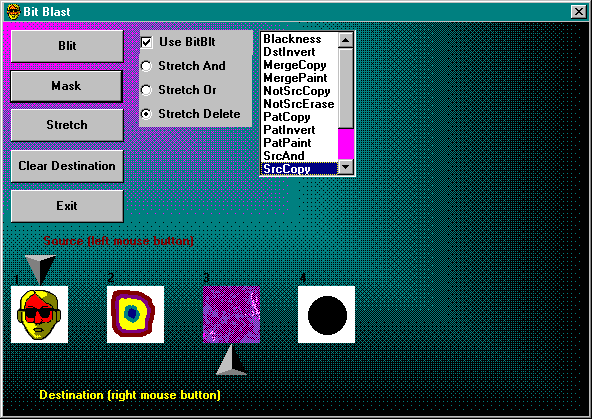 Bit Blast
Blit
Mask
Stretch
Clear Destination
Exit
Use BitBlt
Stretch And
Stretch Or
Stretch Delete
Blackness
DstInvert
MergeCopy
MergePaint
NotSrcCopy
NotSrcErase
PatCopy
PatInvert
PatPaint
SrcAnd
SrcCopy
Source (left mouse button)
1 2 3 4
Destination (right mouse button)